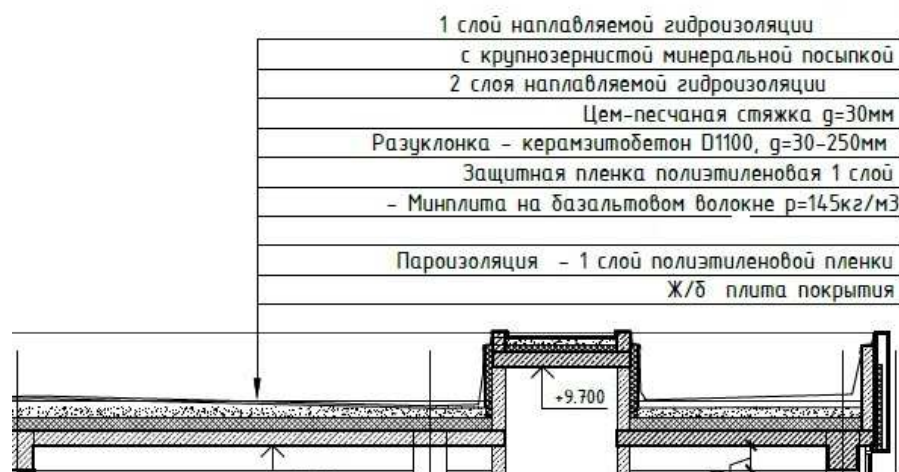 1 слой наплавляемой гидроизоляции
с крупнозернистой минеральной посыпкой
2 слоя наплавляемой гидроизоляции
Цем-песчаная стяжка g=30мм
Разуклонка - керамзитобетон D1100, g=30-250мм
Защитная пленка полиэтиленовая 1 слой
- Минплита на базальтовом волокне р=145кг/м3
Пароизоляция - 1 слой полиэтиленовой пленки
Ж/б плита покрытия
+9.700